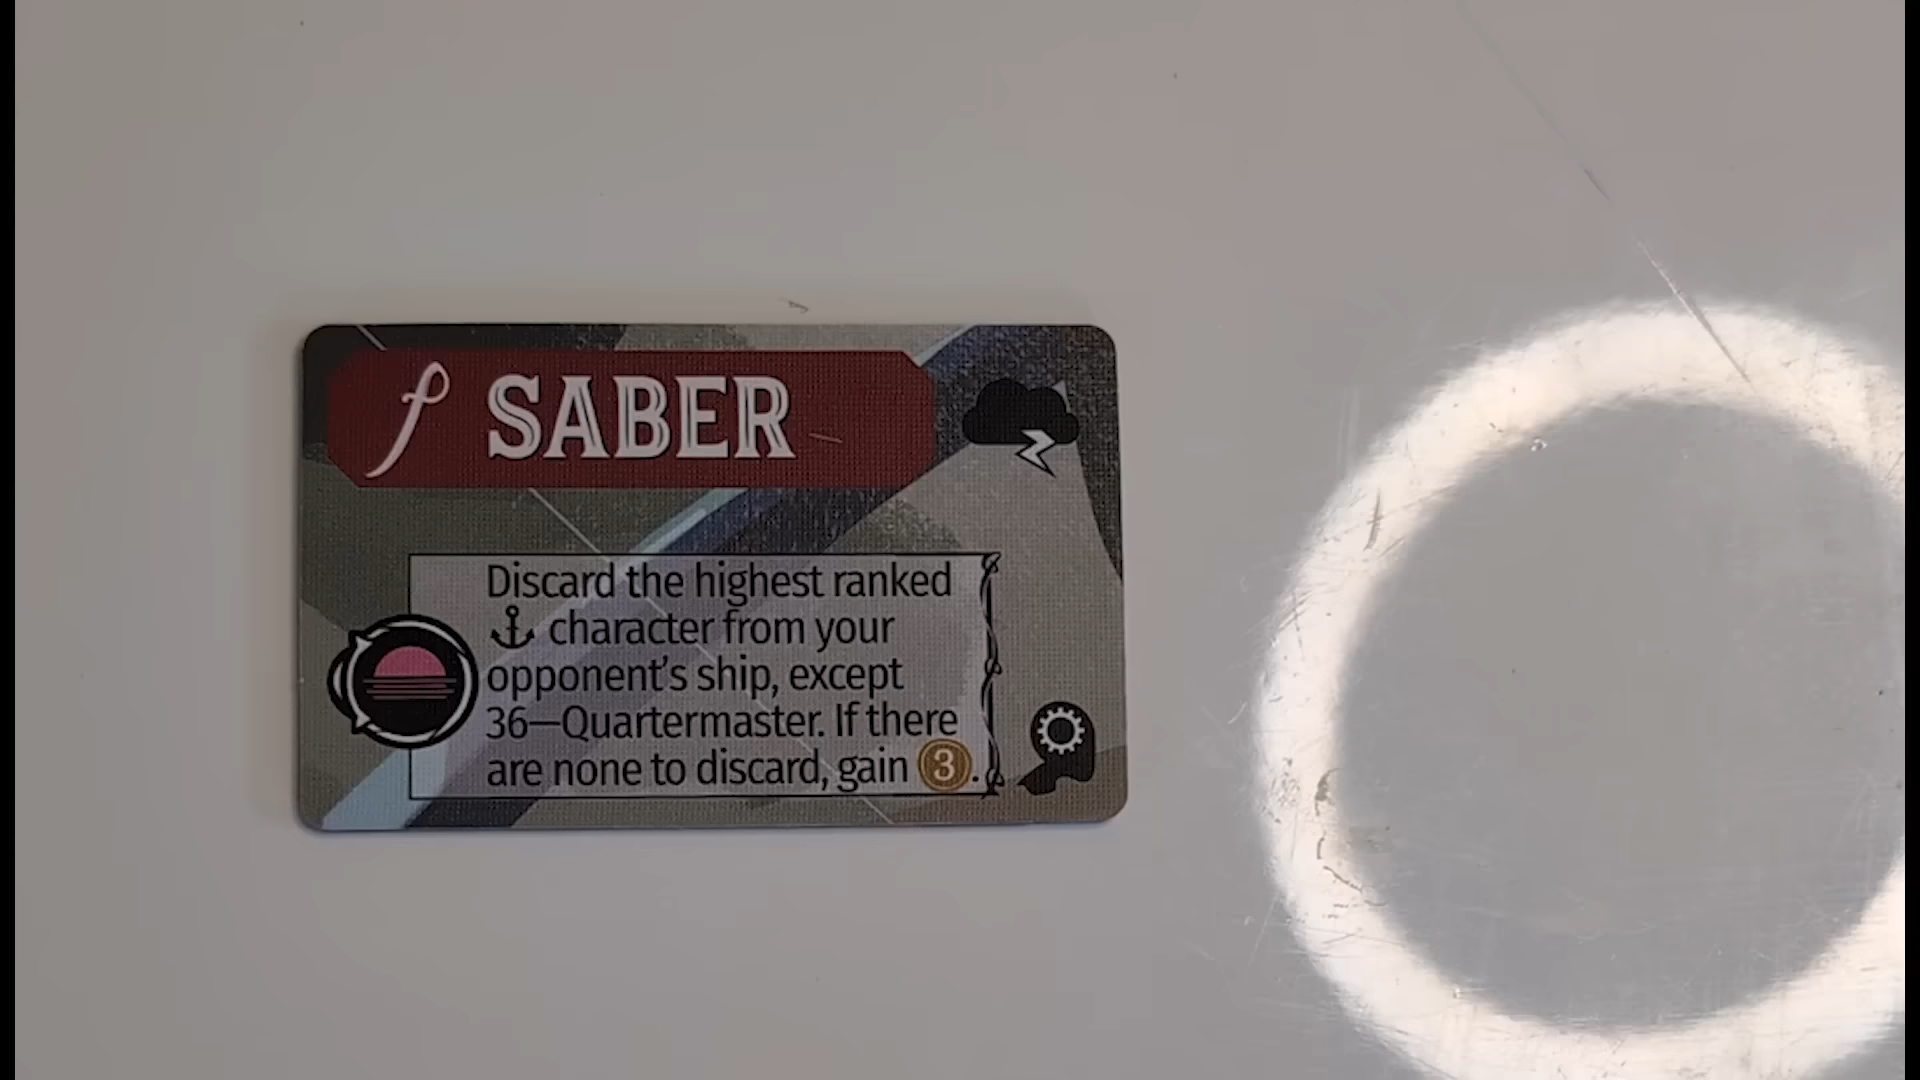 SABER
Discard the highest ranked
character from your
opponent's ship, except
36—Quartermaster. If there
are none to discard, gain 3.